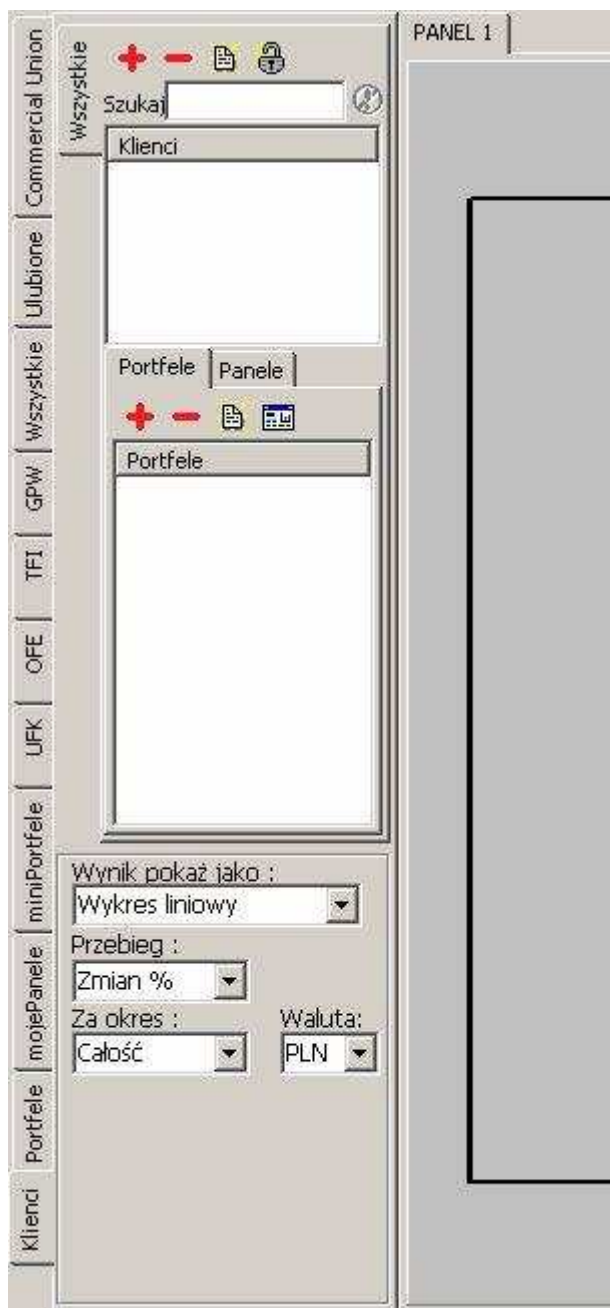 Commercial Union
Ulubione
Wszystkie
GPW
TFI
OFE
UFK
miniPortfele
mojePanele
Portfele
Klienci
Wszystkie
Szukaj
Klienci
Portfele Panele
Portfele
Wynik pokaż jako :
Wykres liniowy
Przebieg :
Zmian %
Za okres : Waluta:
Całość PLN
PANEL 1